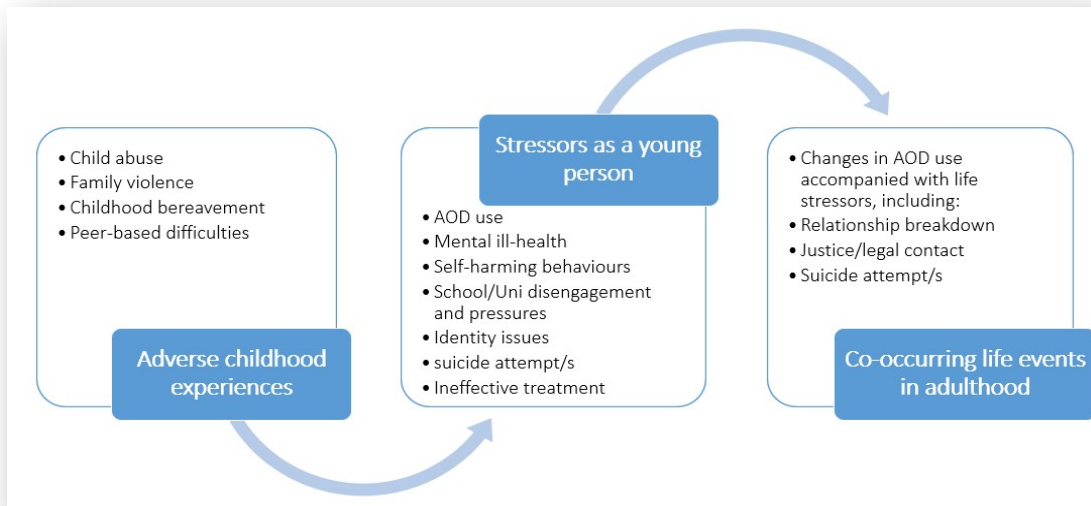 • Child abuse
• Family violence
• Childhood bereavement
• Peer-based difficulties
Adverse childhood
experiences
Stressors as a young
person
• AOD use
• Mental ill-health
• Self-harming behaviours
• School/Uni disengagement
and pressures
• Identity issues
• suicide attempt/s
• Ineffective treatment
• Changes in AOD use
accompanied with life
stressors, including:
• Relationship breakdown
• Justice/legal contact
• Suicide attempt/s
Co-occurring life events
in adulthood